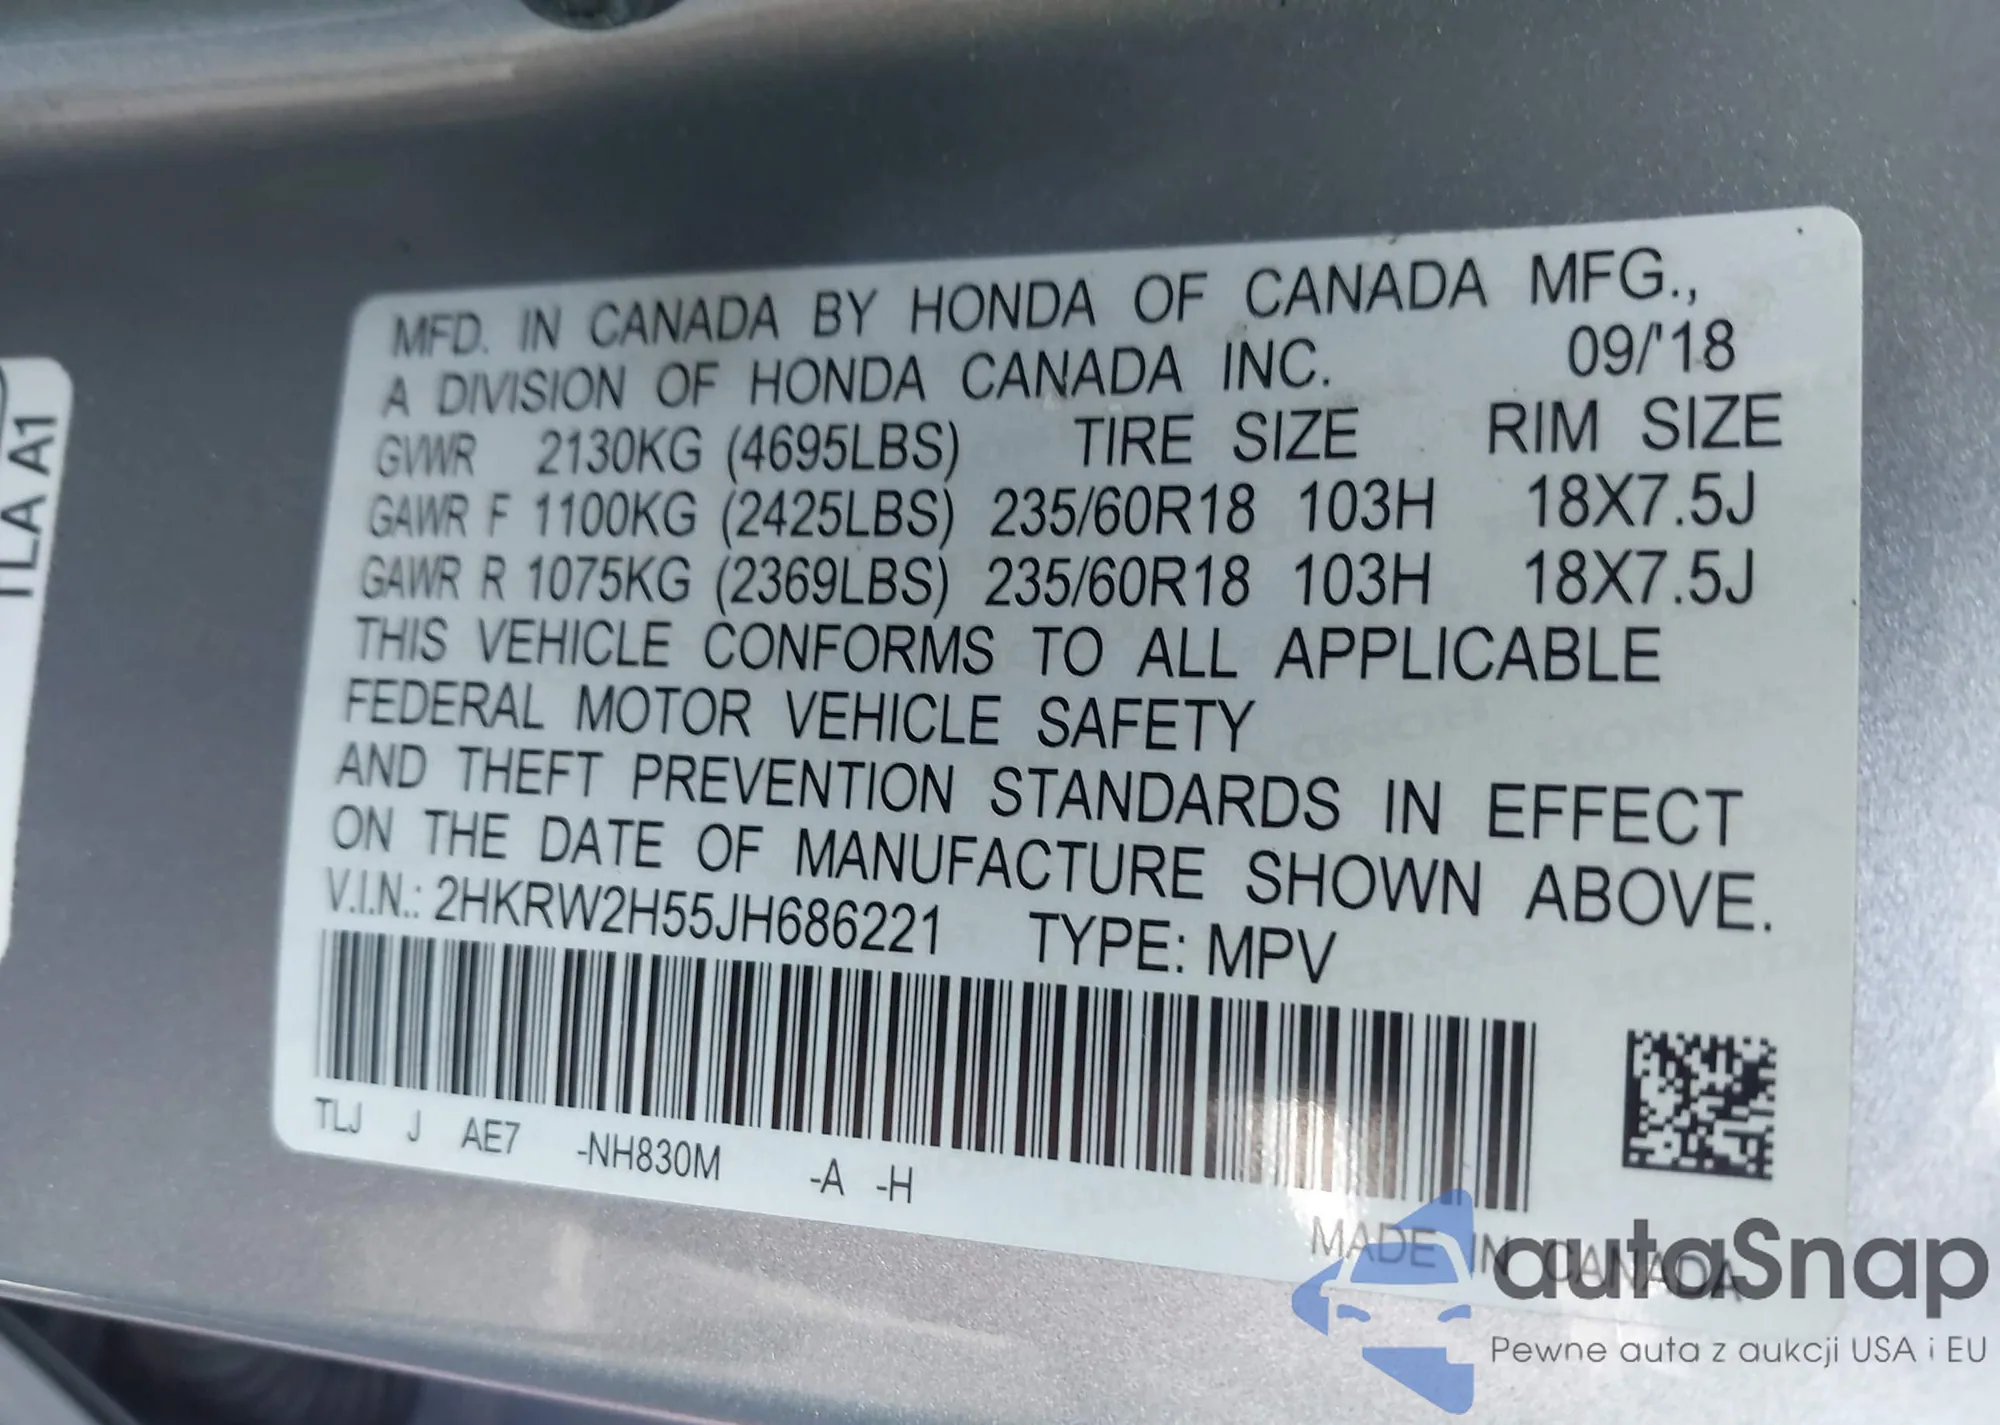 MFD. IN CANADA BY HONDA OF CANADA MFG.,
A DIVISION OF HONDA CANADA INC. 09/'18
GVWR 2130KG (4695LBS) TIRE SIZE RIM SIZE
GAWR F 1100KG (2425LBS) 235/60R18 103H 18X7.5J
GAWR R 1075KG (2369LBS) 235/60R18 103H 18X7.5J
THIS VEHICLE CONFORMS TO ALL APPLICABLE
FEDERAL MOTOR VEHICLE SAFETY
AND THEFT PREVENTION STANDARDS IN EFFECT
ON THE DATE OF MANUFACTURE SHOWN ABOVE.
V.I.N.: 2HKRW2H55JH686221 TYPE: MPV
TLJ J AE7 -NH830M -A -H
MADE IN CANADA
TLA A1
autoSnap
Pewne auta z aukcji USA i EU